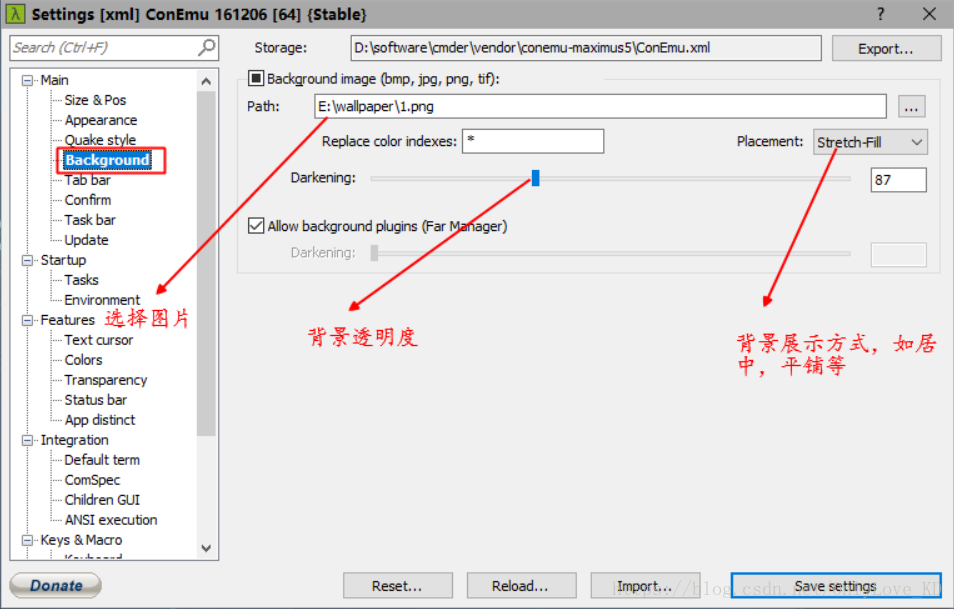 Settings [xml] ConEmu 161206 [64] {Stable}
Search (Ctrl+F)
Storage:
D:\software\cmder\vendor\conemu-maximus5\ConEmu.xml
Export...
Main
Size & Pos
Appearance
Quake style
Background
Tab bar
Confirm
Task bar
Update
Startup
Tasks
Environment
Features
Text cursor
Colors
Transparency
Status bar
App distinct
Integration
Default term
ComSpec
Children GUI
ANSI execution
Keys & Macro
Keyboard
Background image (bmp, jpg, png, tif):
Path:
E:\wallpaper\1.png
...
Replace color indexes:
*
Placement:
Stretch-Fill
Darkening:
87
Allow background plugins (Far Manager)
Darkening:
选择图片
背景透明度
背景展示方式，如居
中，平铺等
Donate
Reset...
Reload...
Import...
Save settings